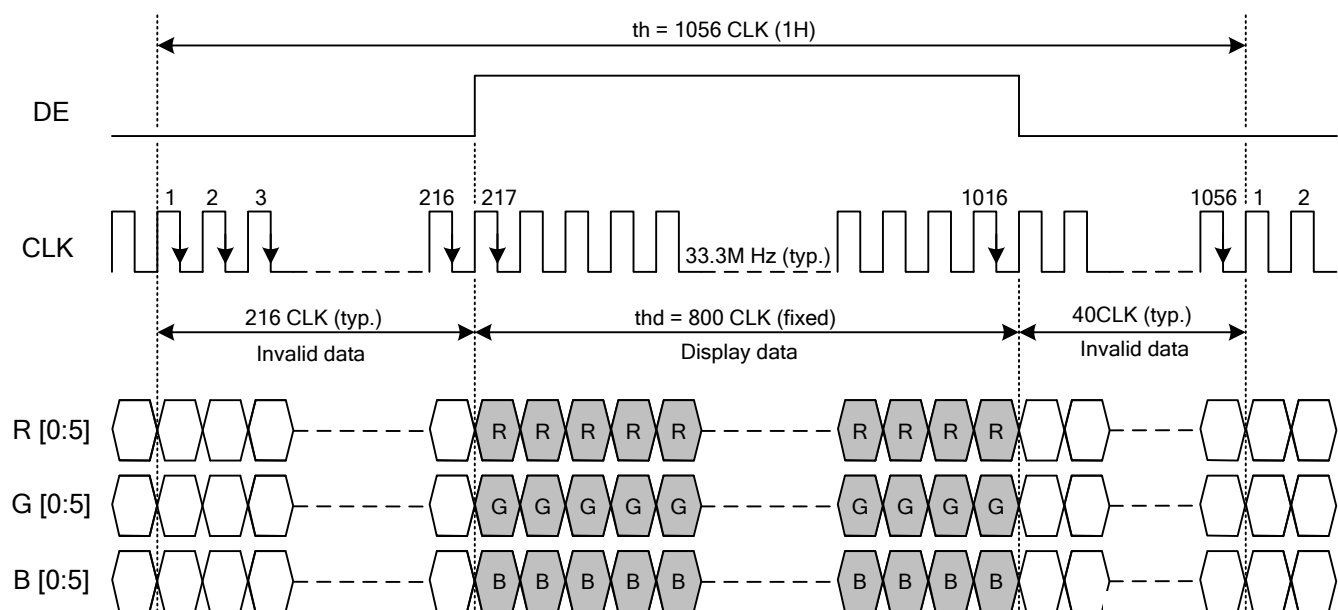 th = 1056 CLK (1H)
DE
1 2 3 216 217 1016 1056 1 2
CLK
33.3M Hz (typ.)
216 CLK (typ.) thd = 800 CLK (fixed) 40CLK (typ.)
Invalid data Display data Invalid data
R [0:5] R R R R R R R R R
G [0:5] G G G G G G G G G
B [0:5] B B B B B B B B B